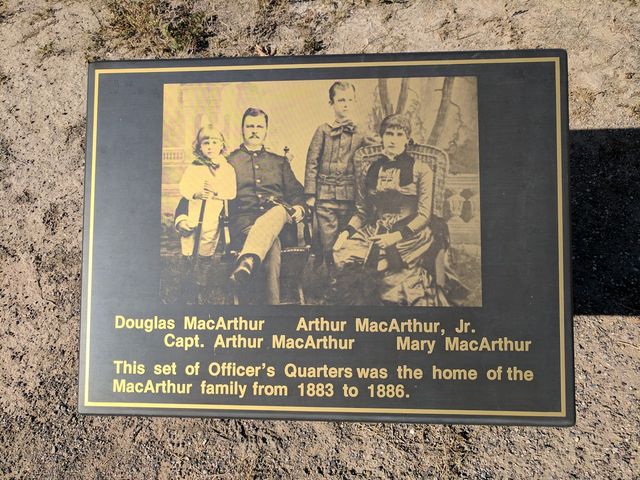 Douglas MacArthur Arthur MacArthur, Jr.
Capt. Arthur MacArthur Mary MacArthur
This set of Officer's Quarters was the home of the
MacArthur family from 1883 to 1886.